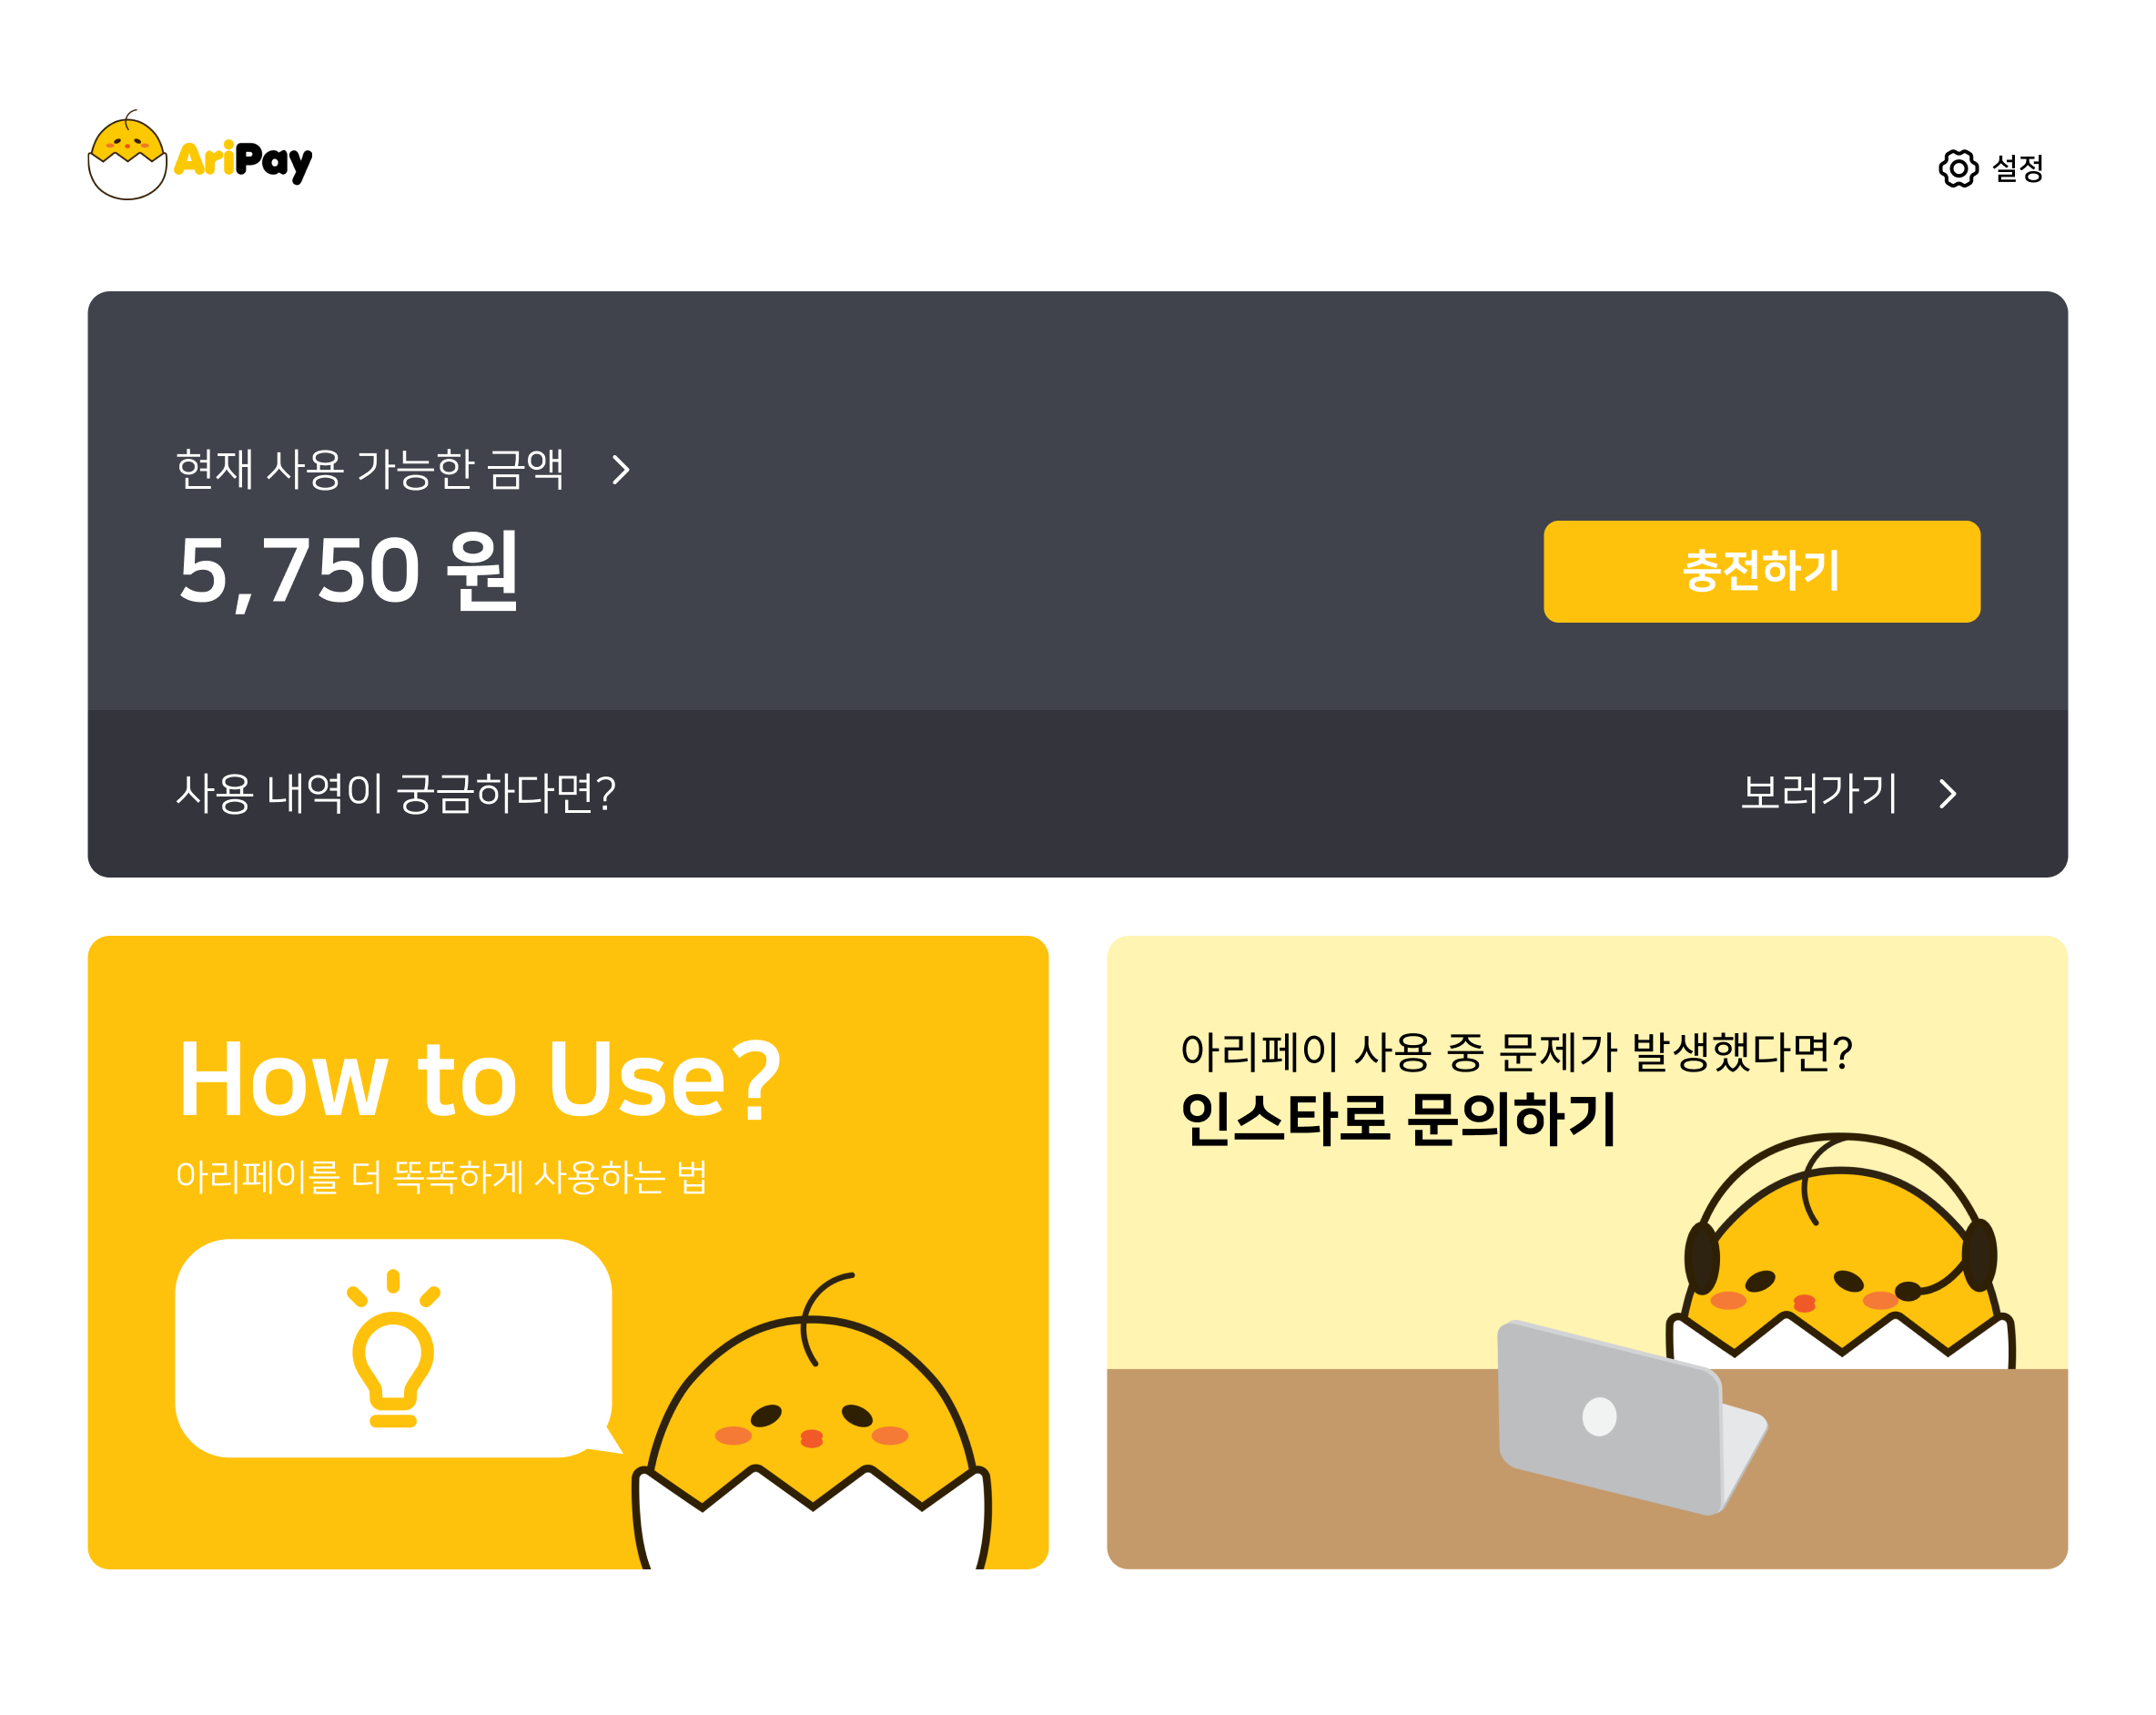 AriPay
설정
현재 사용 가능한 금액
5,750 원
충전하기
사용 내역이 궁금하다면?
보러가기
How to Use?
아리페이를 더 똑똑하게 사용하는 법
아리페이 사용 중 문제가 발생했다면?
인스타로 문의하기